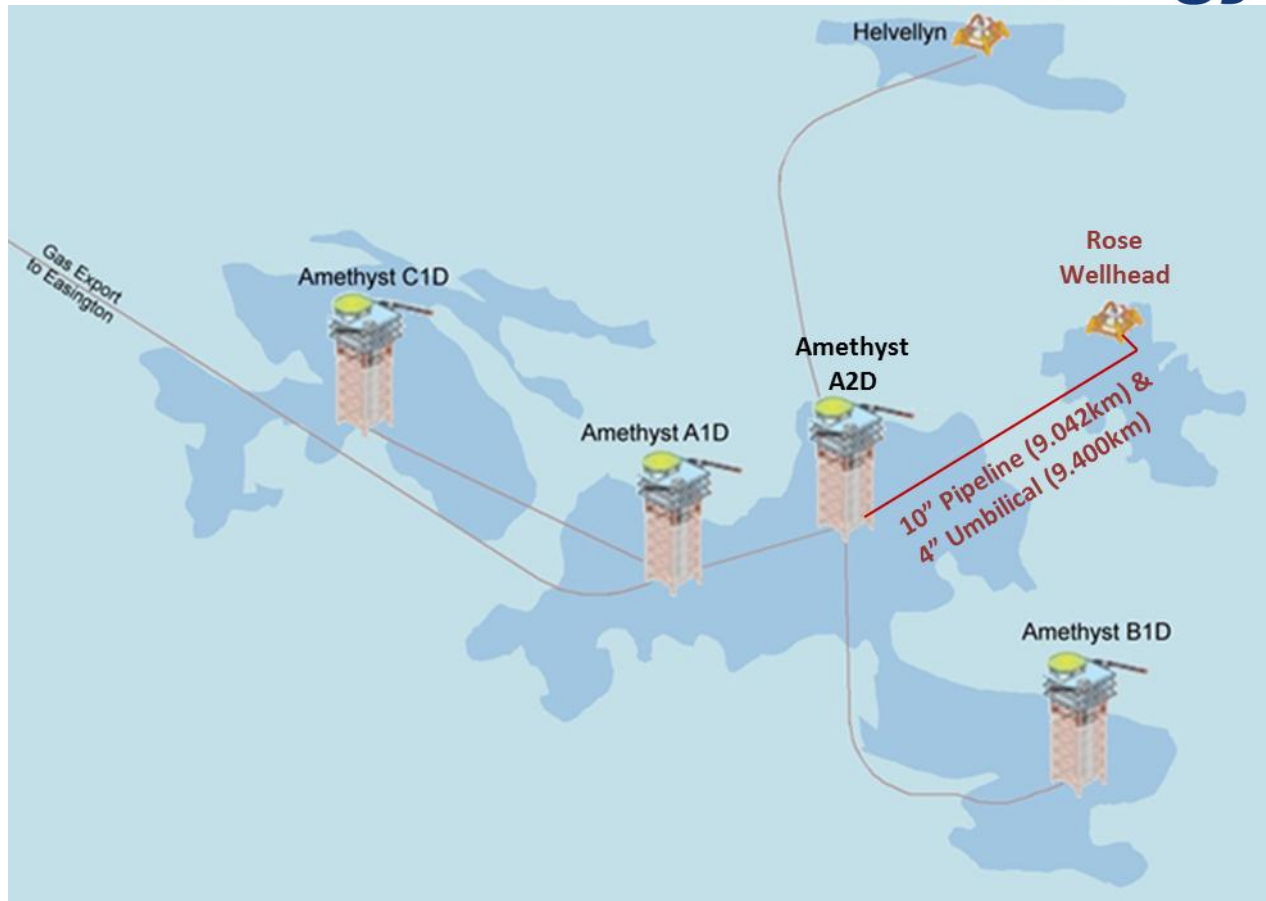 Helvellyn
Rose
Wellhead
Gas Export
to Easington
Amethyst C1D
Amethyst
A2D
Amethyst A1D
10” Pipeline (9.042km) &
4” Umbilical (9.400km)
Amethyst B1D